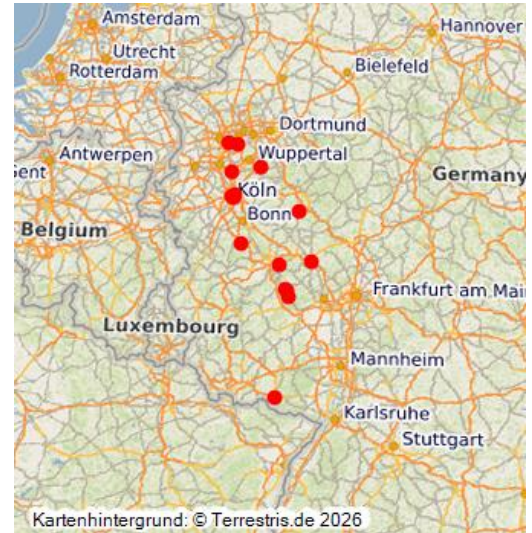 Amsterdam
Hannover
Utrecht
Bielefeld
Rotterdam
Dortmund
Antwerpen
Wuppertal
Gent
Germany
Köln
Bonn
Belgium
Frankfurt am Mai
Luxembourg
Mannheim
Karlsruhe
Stuttgart
Kartenhintergrund: © Terrestris.de 2026